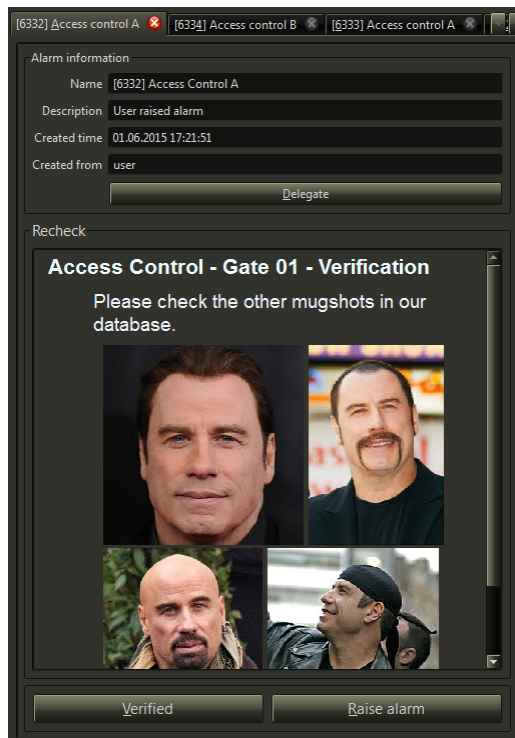 [6332] Access control A
[6334] Access control B
[6333] Access control A
Alarm information
Name [6332] Access Control A
Description User raised alarm
Created time 01.06.2015 17:21:51
Created from user
Delegate
Recheck
Access Control - Gate 01 - Verification
Please check the other mugshots in our
database.
Verified
Raise alarm